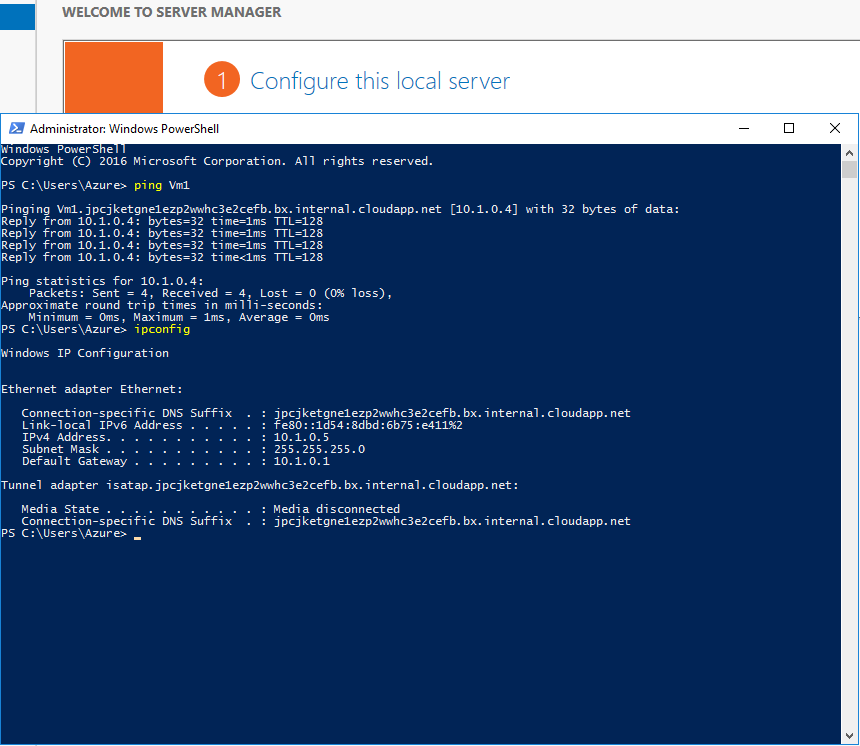 WELCOME TO SERVER MANAGER
1 Configure this local server
Administrator: Windows PowerShell
Windows PowerShell
Copyright (C) 2016 Microsoft Corporation. All rights reserved.
PS C:\Users\Azure> ping Vm1
Pinging Vm1.jpcjketgne1ezp2wwhc3e2cefb.bx.internal.cloudapp.net [10.1.0.4] with 32 bytes of data:
Reply from 10.1.0.4: bytes=32 time=1ms TTL=128
Reply from 10.1.0.4: bytes=32 time=1ms TTL=128
Reply from 10.1.0.4: bytes=32 time=1ms TTL=128
Reply from 10.1.0.4: bytes=32 time<1ms TTL=128
Ping statistics for 10.1.0.4:
    Packets: Sent = 4, Received = 4, Lost = 0 (0% loss),
Approximate round trip times in milli-seconds:
    Minimum = 0ms, Maximum = 1ms, Average = 0ms
PS C:\Users\Azure> ipconfig
Windows IP Configuration
Ethernet adapter Ethernet:
   Connection-specific DNS Suffix  . : jpcjketgne1ezp2wwhc3e2cefb.bx.internal.cloudapp.net
   Link-local IPv6 Address . . . . . : fe80::1d54:8dbd:6b75:e411%2
   IPv4 Address. . . . . . . . . . . : 10.1.0.5
   Subnet Mask . . . . . . . . . . . : 255.255.255.0
   Default Gateway . . . . . . . . . : 10.1.0.1
Tunnel adapter isatap.jpcjketgne1ezp2wwhc3e2cefb.bx.internal.cloudapp.net:
   Media State . . . . . . . . . . . : Media disconnected
   Connection-specific DNS Suffix  . : jpcjketgne1ezp2wwhc3e2cefb.bx.internal.cloudapp.net
PS C:\Users\Azure>